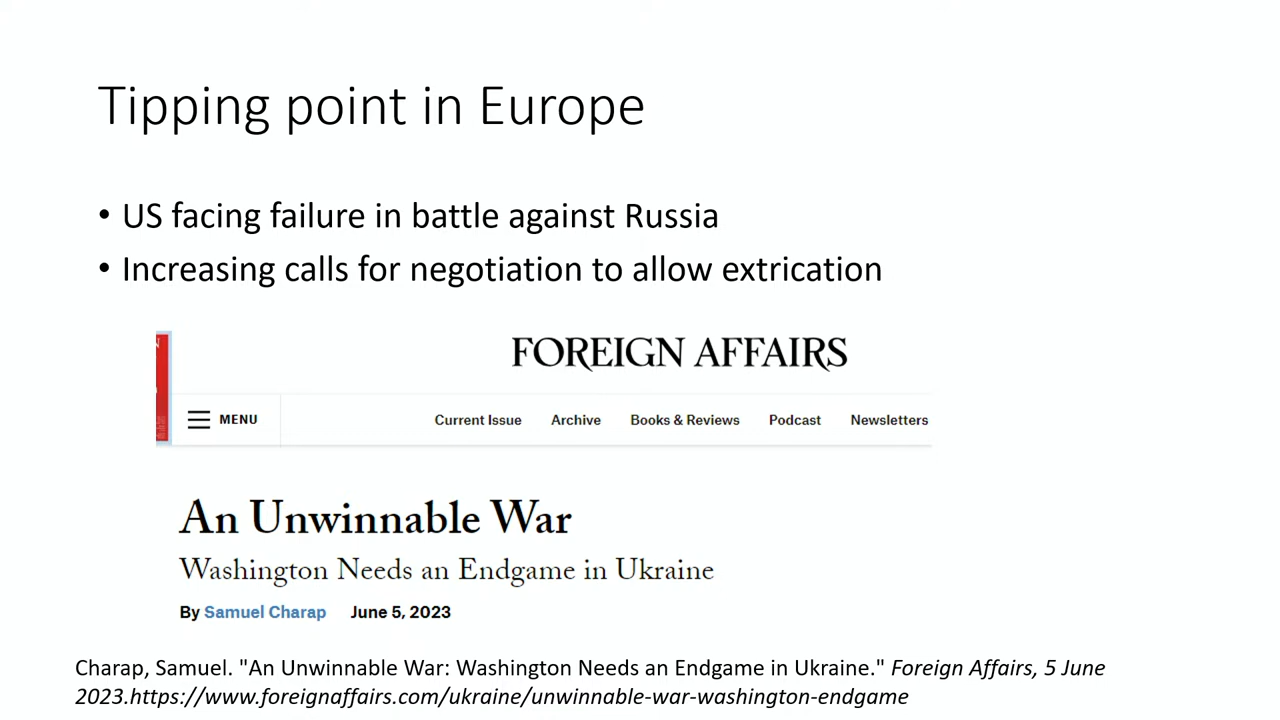 Tipping point in Europe
• US facing failure in battle against Russia
• Increasing calls for negotiation to allow extrication
FOREIGN AFFAIRS
MENU
Current Issue Archive Books & Reviews Podcast Newsletters
An Unwinnable War
Washington Needs an Endgame in Ukraine
By Samuel Charap June 5, 2023
Charap, Samuel. "An Unwinnable War: Washington Needs an Endgame in Ukraine." Foreign Affairs, 5 June
2023.https://www.foreignaffairs.com/ukraine/unwinnable-war-washington-endgame